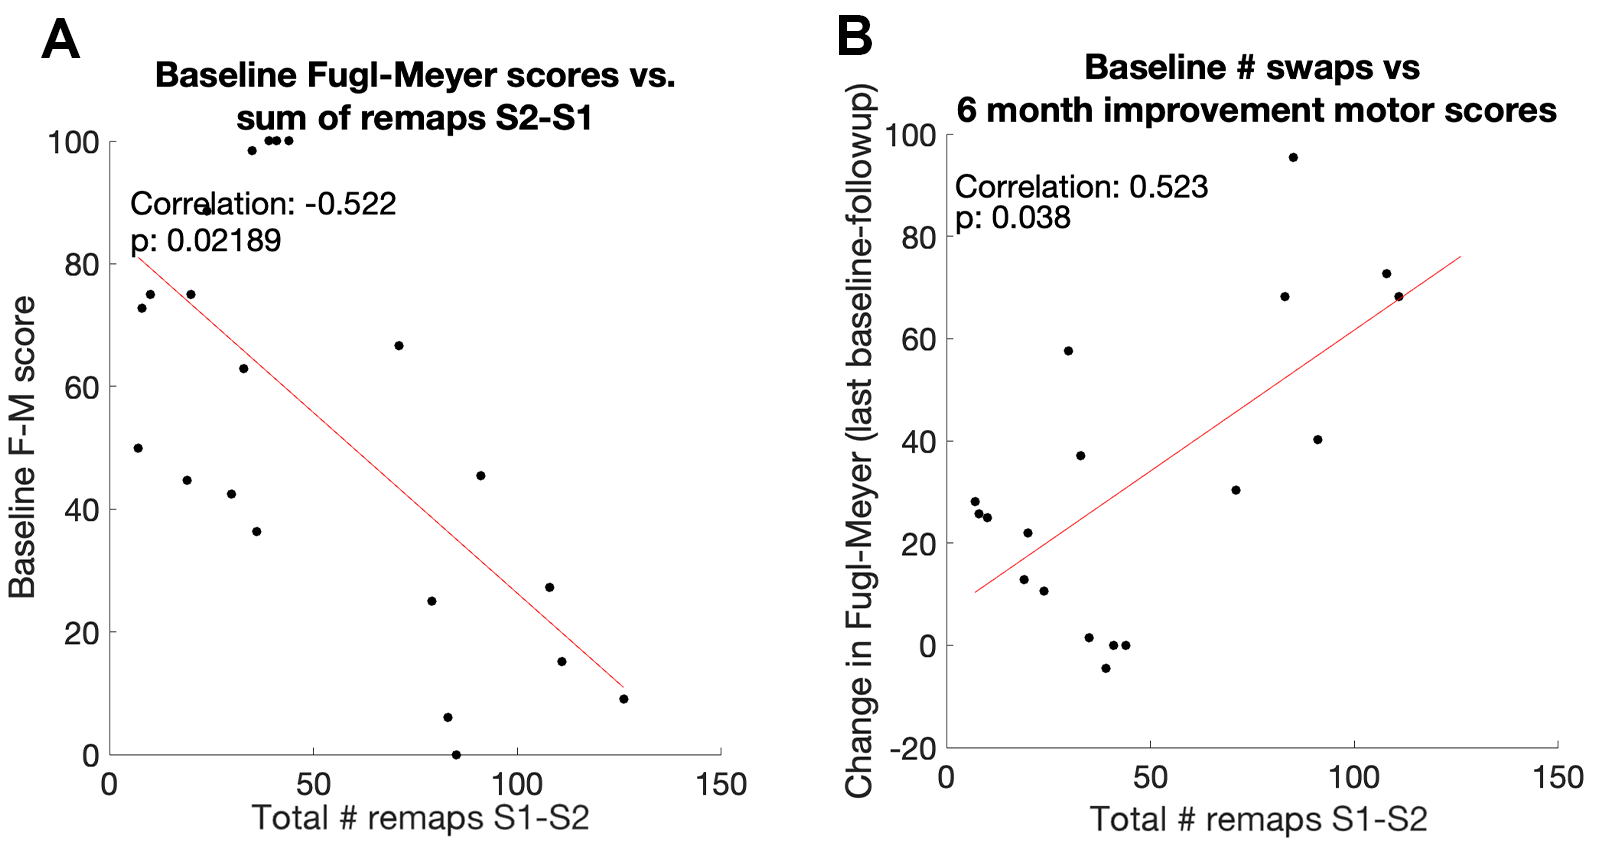 A
Baseline Fugl-Meyer scores vs.
sum of remaps S2-S1
Correlation: -0.522
p: 0.02189
Baseline F-M score
100
80
60
40
20
0
0 50 100 150
Total # remaps S1-S2
B
Baseline # swaps vs
6 month improvement motor scores
Correlation: 0.523
p: 0.038
Change in Fugl-Meyer (last baseline-followup)
100
80
60
40
20
0
-20
0 50 100 150
Total # remaps S1-S2